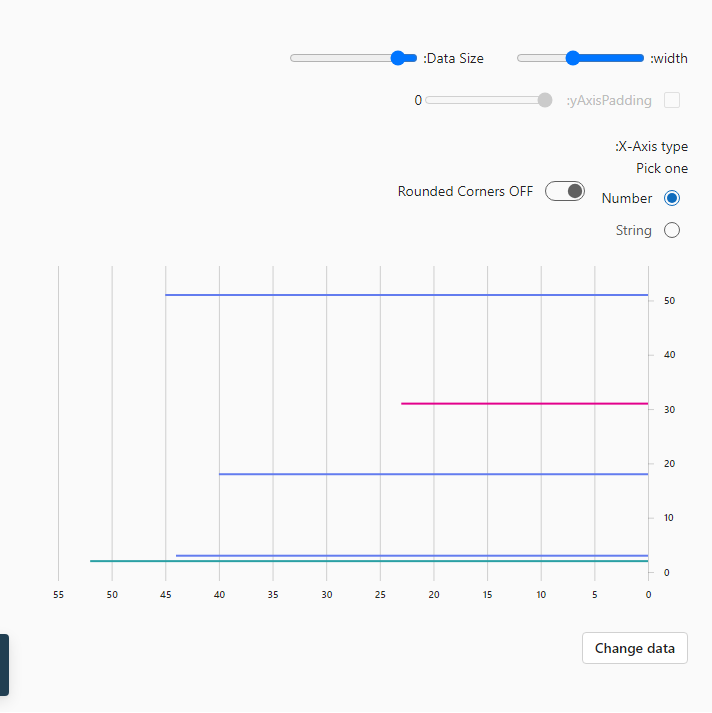 :width
:Data Size
:yAxisPadding
0
:X-Axis type
Pick one
Number
Rounded Corners OFF
String
50
40
30
20
10
0
55 50 45 40 35 30 25 20 15 10 5 0
Change data